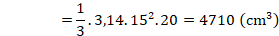 =1/3 . 3,14. 15². 20 = 4710 (cm³)